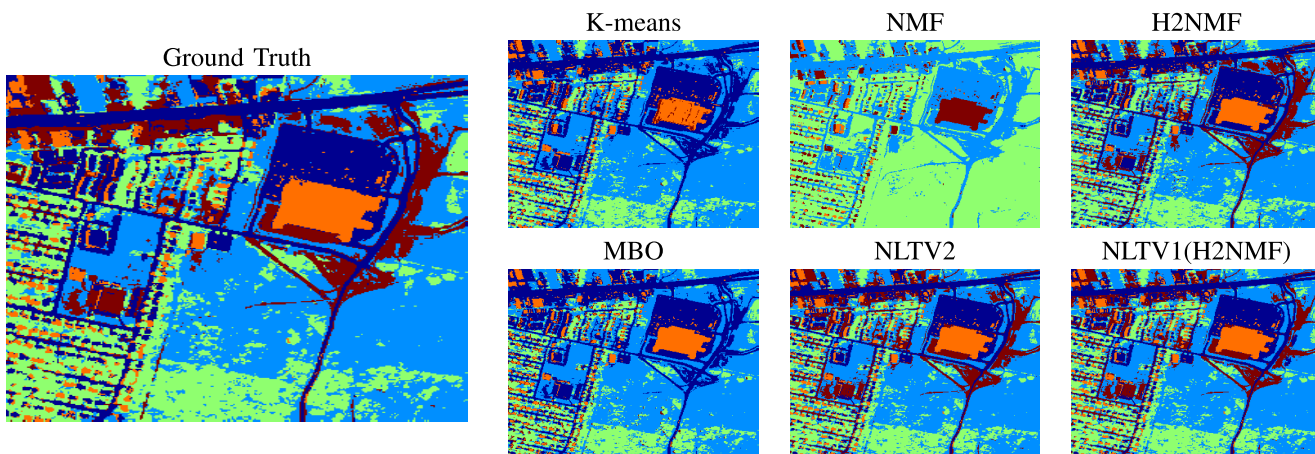 Ground Truth
K-means
NMF
H2NMF
MBO
NLTV2
NLTV1(H2NMF)